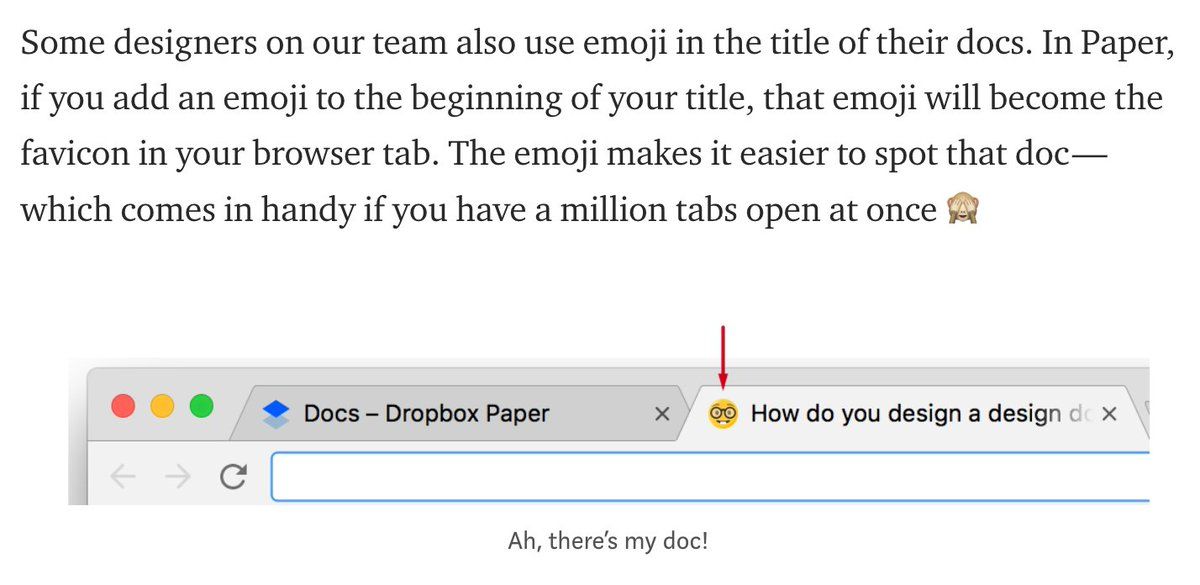 Some designers on our team also use emoji in the title of their docs. In Paper,
if you add an emoji to the beginning of your title, that emoji will become the
favicon in your browser tab. The emoji makes it easier to spot that doc—
which comes in handy if you have a million tabs open at once 🙈
Docs – Dropbox Paper
How do you design a design
Ah, there's my doc!